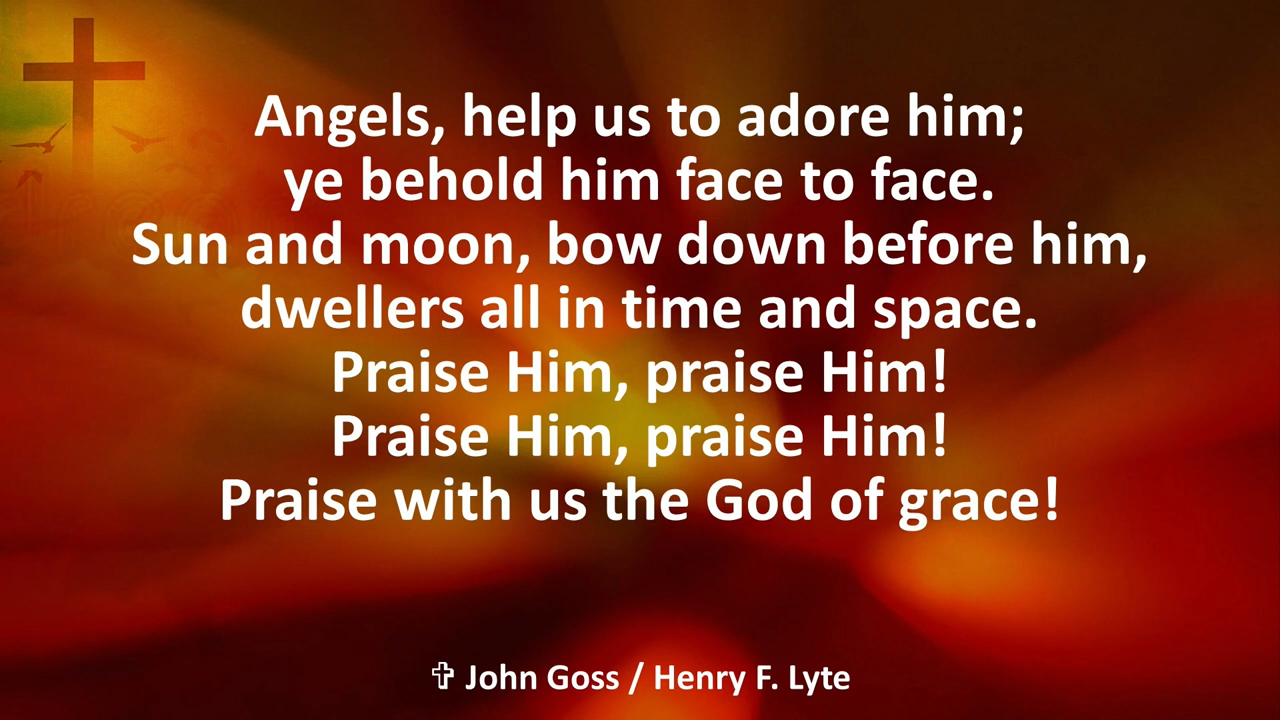 Angels, help us to adore him;
ye behold him face to face.
Sun and moon, bow down before him,
dwellers all in time and space.
Praise Him, praise Him!
Praise Him, praise Him!
Praise with us the God of grace!
✞ John Goss / Henry F. Lyte